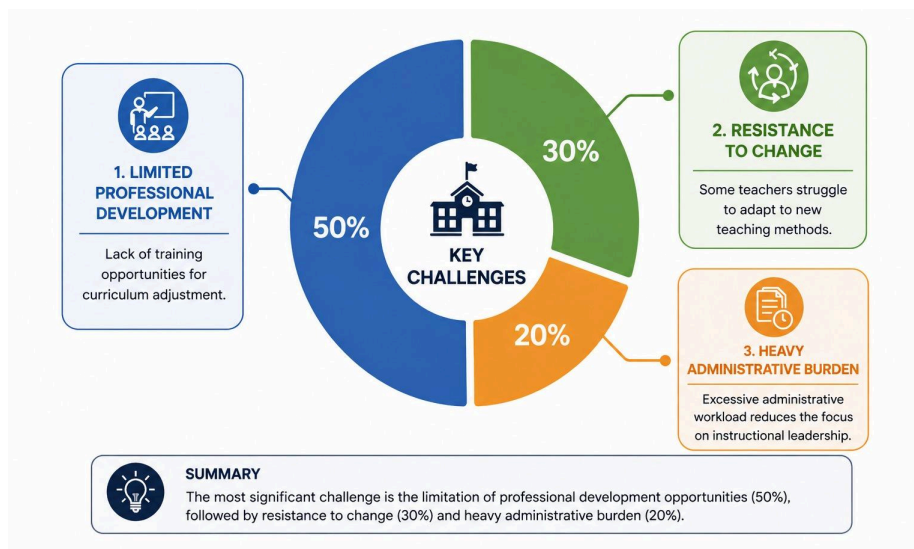 1. LIMITED
PROFESSIONAL
DEVELOPMENT
Lack of training
opportunities for
curriculum adjustment.
50%
30%
20%
KEY
CHALLENGES
2. RESISTANCE
TO CHANGE
Some teachers struggle
to adapt to new
teaching methods.
3. HEAVY
ADMINISTRATIVE BURDEN
Excessive administrative
workload reduces the focus
on instructional leadership.
SUMMARY
The most significant challenge is the limitation of professional development opportunities (50%),
followed by resistance to change (30%) and heavy administrative burden (20%).